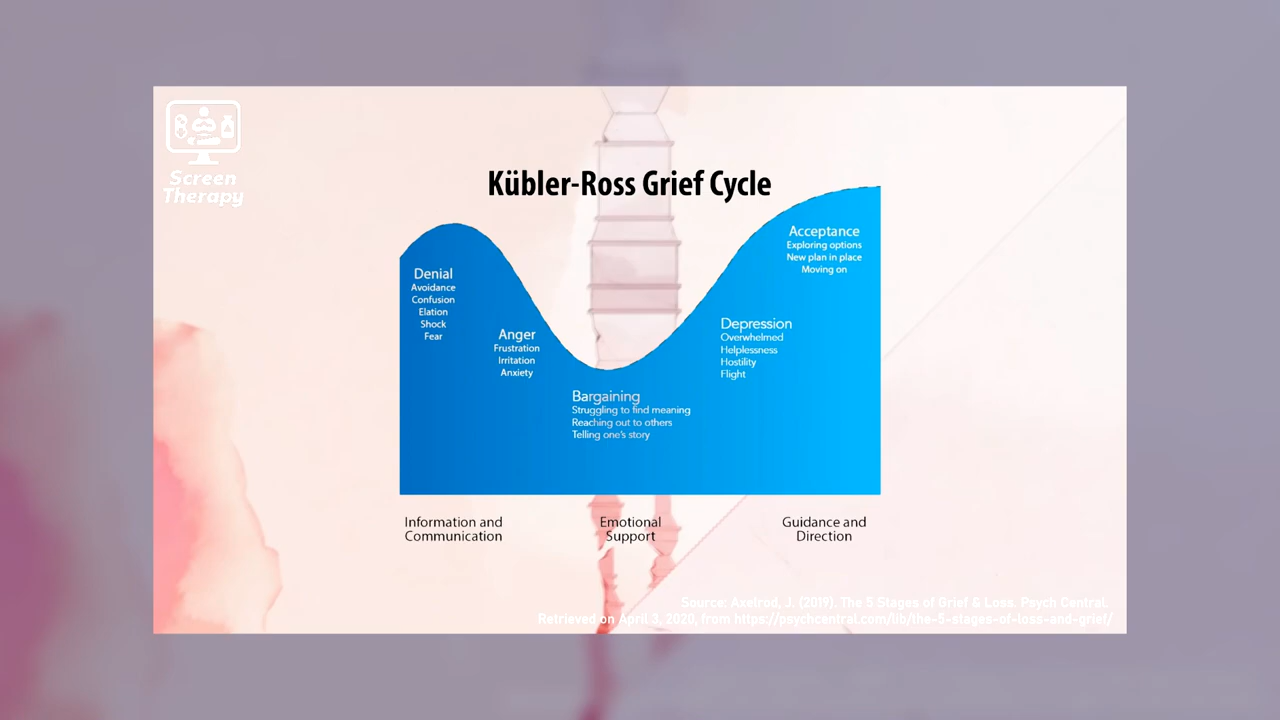 Screen
Therapy
Kübler-Ross Grief Cycle
Denial
Avoidance
Confusion
Elation
Shock
Fear
Anger
Frustration
Irritation
Anxiety
Bargaining
Struggling to find meaning
Reaching out to others
Telling one's story
Depression
Overwhelmed
Helplessness
Hostility
Flight
Acceptance
Exploring options
New plan in place
Moving on
Information and
Communication
Emotional
Support
Guidance and
Direction
Source: Axelrod, J. (2019). The 5 Stages of Grief & Loss. Psych Central.
Retrieved on April 3, 2020, from https://psychcentral.com/lib/the-5-stages-of-loss-and-grief/